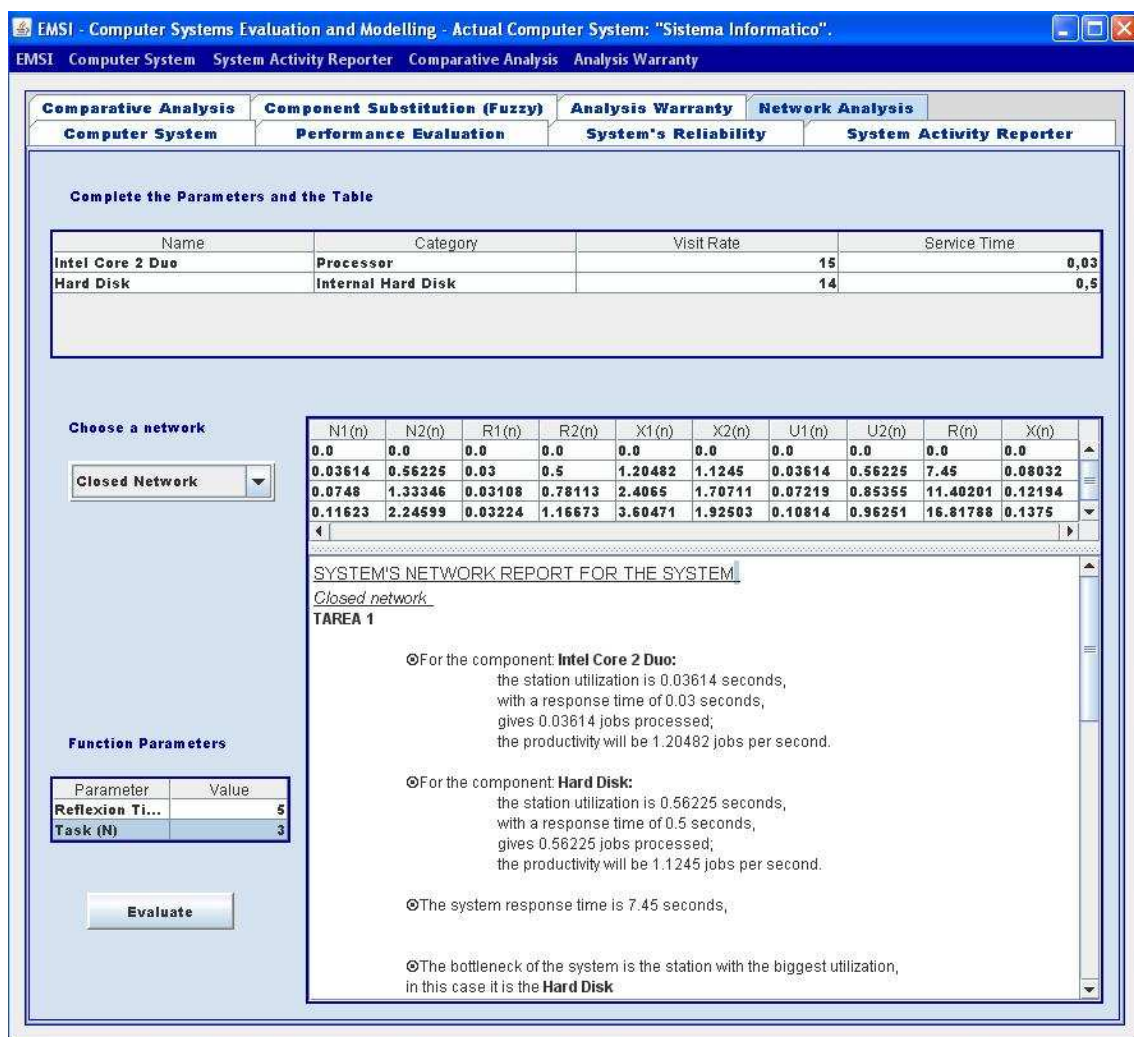 EMSI - Computer Systems Evaluation and Modelling - Actual Computer System: "Sistema Informatico".
EMSI Computer System System Activity Reporter Comparative Analysis Analysis Warranty
Comparative Analysis Component Substitution (Fuzzy) Analysis Warranty Network Analysis
Computer System Performance Evaluation System's Reliability System Activity Reporter
Complete the Parameters and the Table
Name Category Visit Rate Service Time
Intel Core 2 Duo Processor 15 0,03
Hard Disk Internal Hard Disk 14 0,5
Choose a network
Closed Network
N1(n) N2(n) R1(n) R2(n) X1(n) X2(n) U1(n) U2(n) R(n) X(n)
0.0 0.0 0.0 0.0 0.0 0.0 0.0 0.0 0.0 0.0
0.03614 0.56225 0.03 0.5 1.20482 1.1245 0.03614 0.56225 7.45 0.08032
0.0748 1.33346 0.03108 0.78113 2.4065 1.70711 0.07219 0.85355 11.40201 0.12194
0.11623 2.24599 0.03224 1.16673 3.60471 1.92503 0.10814 0.96251 16.81788 0.1375
SYSTEM'S NETWORK REPORT FOR THE SYSTEM
Closed network
TAREA 1
For the component: Intel Core 2 Duo:
the station utilization is 0.03614 seconds,
with a response time of 0.03 seconds,
gives 0.03614 jobs processed;
the productivity will be 1.20482 jobs per second.
For the component: Hard Disk:
the station utilization is 0.56225 seconds,
with a response time of 0.5 seconds,
gives 0.56225 jobs processed;
the productivity will be 1.1245 jobs per second.
The system response time is 7.45 seconds,
The bottleneck of the system is the station with the biggest utilization,
in this case it is the Hard Disk
Function Parameters
Parameter Value
Reflexion Ti... 5
Task (N) 3
Evaluate